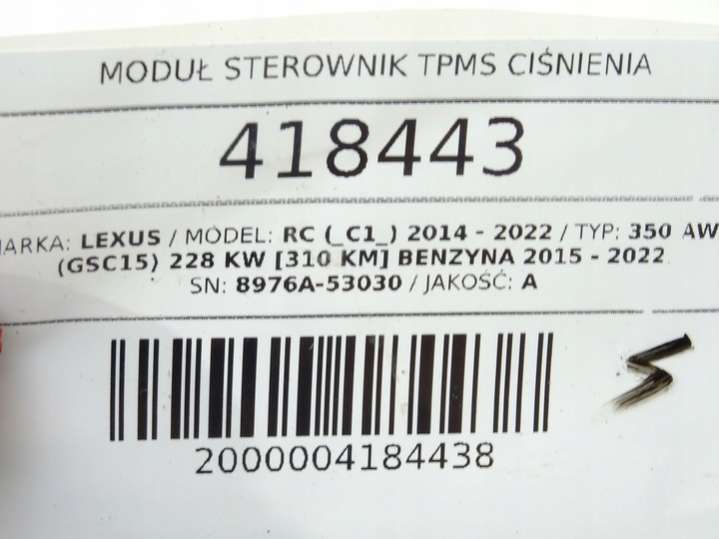 MODUŁ STEROWNIK TPMS CIŚNIENIA
418443
ARKA: LEXUS / MODEL: RC (_C1_) 2014 - 2022 / TYP: 350 AW
(GSC15) 228 KW [310 KM] BENZYNA 2015 - 2022
SN: 8976A-53030 / JAKOŚĆ: A
2000004184438